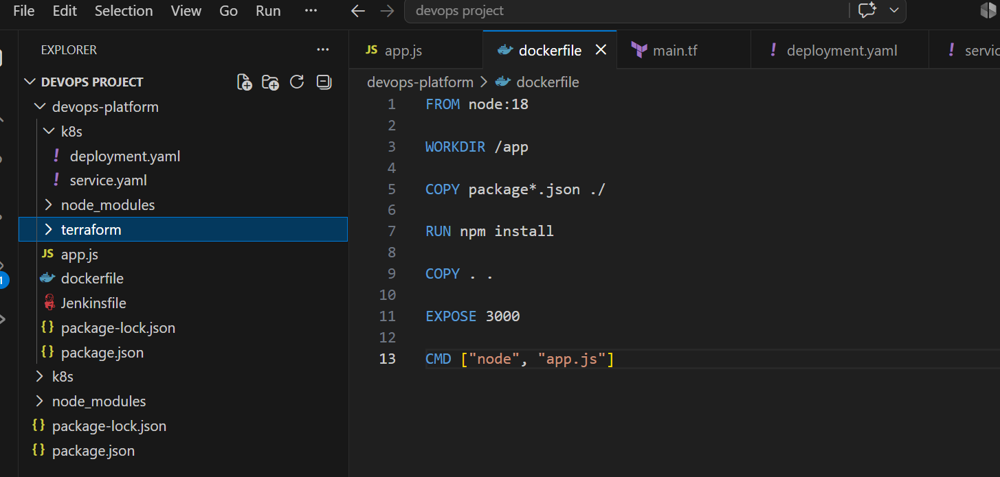 File Edit Selection View Go Run ... devops project
EXPLORER ...
JS app.js dockerfile main.tf ! deployment.yaml !
DEVOPS PROJECT
devops-platform > dockerfile
devops-platform
k8s
! deployment.yaml
! service.yaml
node_modules
terraform
JS app.js
dockerfile
Jenkinsfile
{} package-lock.json
{} package.json
k8s
node_modules
{} package-lock.json
{} package.json
1
1 FROM node:18
2
3 WORKDIR /app
4
5 COPY package*.json ./
6
7 RUN npm install
8
9 COPY . .
10
11 EXPOSE 3000
12
13 CMD ["node", "app.js"]